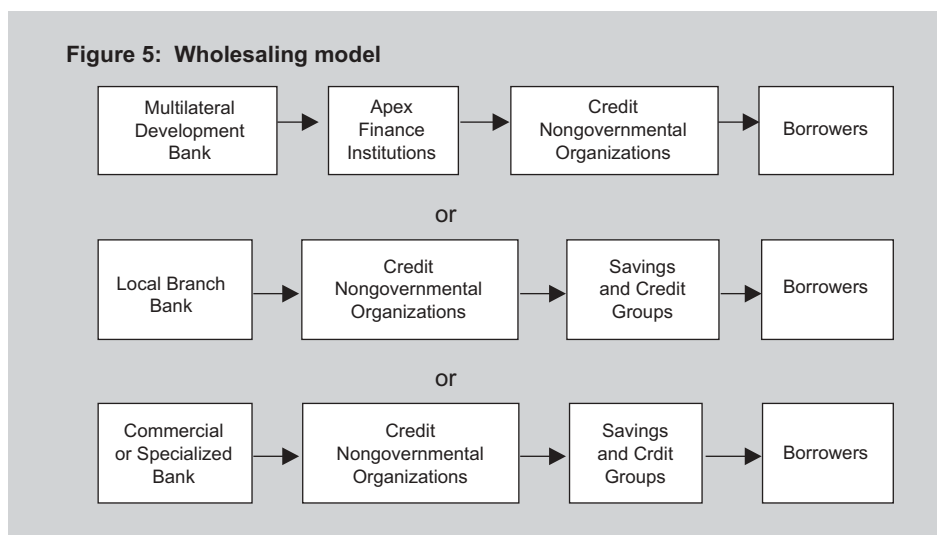 Figure 5: Wholesaling model
Multilateral
Development
Bank
Apex
Finance
Institutions
Credit
Nongovernmental
Organizations
Borrowers
or
Local Branch
Bank
Credit
Nongovernmental
Organizations
Savings
and Credit
Groups
Borrowers
or
Commercial
or Specialized
Bank
Credit
Nongovernmental
Organizations
Savings
and Crdit
Groups
Borrowers